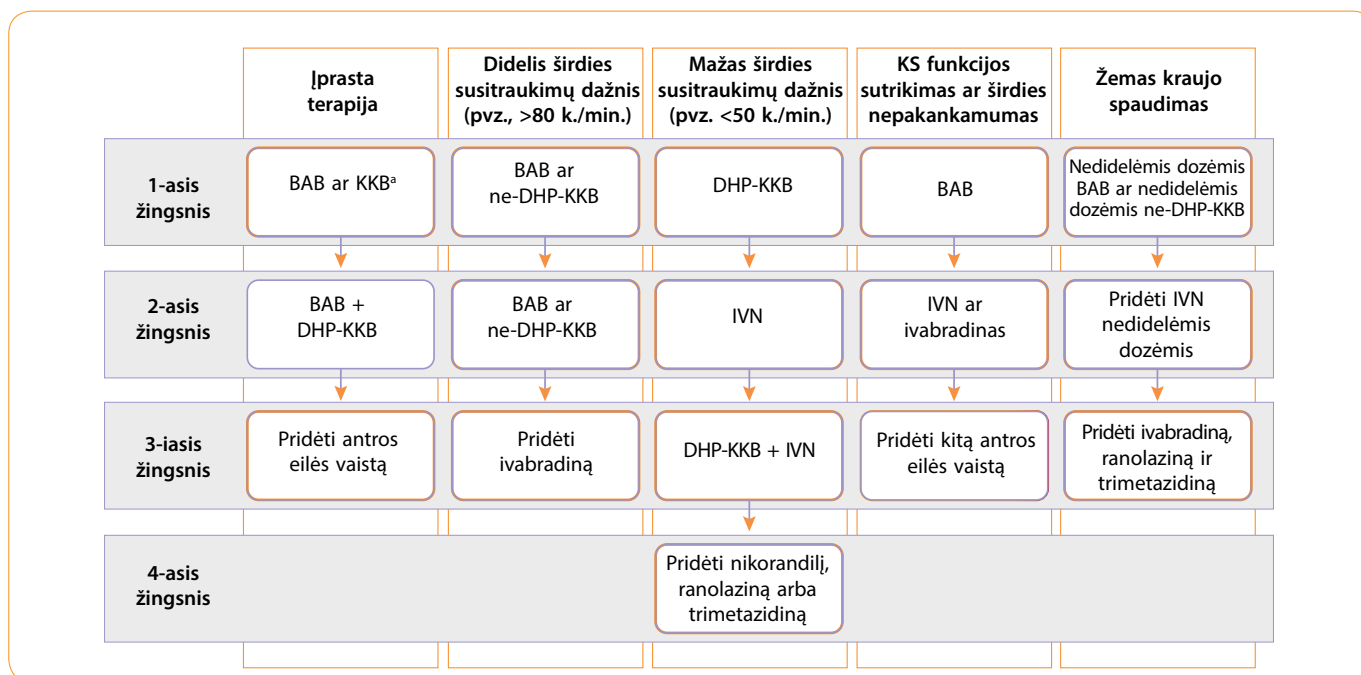 Įprasta
terapija
Didelis širdies
susitraukimų dažnis
(pvz., >80 k./min.)
Mažas širdies
susitraukimų dažnis
(pvz. <50 k./min.)
KS funkcijos
sutrikimas ar širdies
nepakankamumas
Žemas kraujo
spaudimas
1-asis
žingsnis
BAB ar KKBᵃ
BAB ar
ne-DHP-KKB
DHP-KKB
BAB
Nedidelėmis dozėmis
BAB ar nedidelėmis
dozėmis ne-DHP-KKB
2-asis
žingsnis
BAB +
DHP-KKB
BAB ar
ne-DHP-KKB
IVN
IVN ar
ivabradinas
Pridėti IVN
nedidelėmis
dozėmis
3-iasis
žingsnis
Pridėti antros
eilės vaistą
Pridėti
ivabradiną
DHP-KKB + IVN
Pridėti kitą antros
eilės vaistą
Pridėti ivabradiną,
ranolaziną ir
trimetazidiną
4-asis
žingsnis
Pridėti nikorandilį,
ranolaziną arba
trimetazidiną